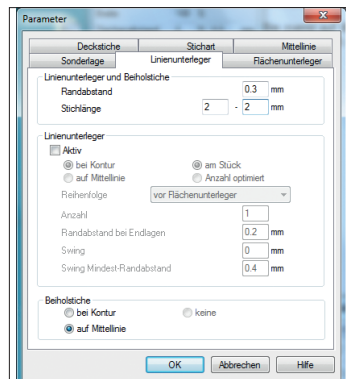 Parameter
Deckstiche Stichart Mittellinie
Sonderlage Linienunterleger Flächenunterleger
Linienunterleger und Beiholstiche
Randabstand 0.3 mm
Stichlänge 2 - 2 mm
Linienunterleger
Aktiv
bei Kontur am Stück
auf Mittellinie Anzahl optimiert
Reihenfolge vor Flächenunterleger
Anzahl 1
Randabstand bei Endlagen 0.2 mm
Swing 0 mm
Swing Mindest-Randabstand 0.4 mm
Beiholstiche
bei Kontur keine
auf Mittellinie
OK Abbrechen Hilfe